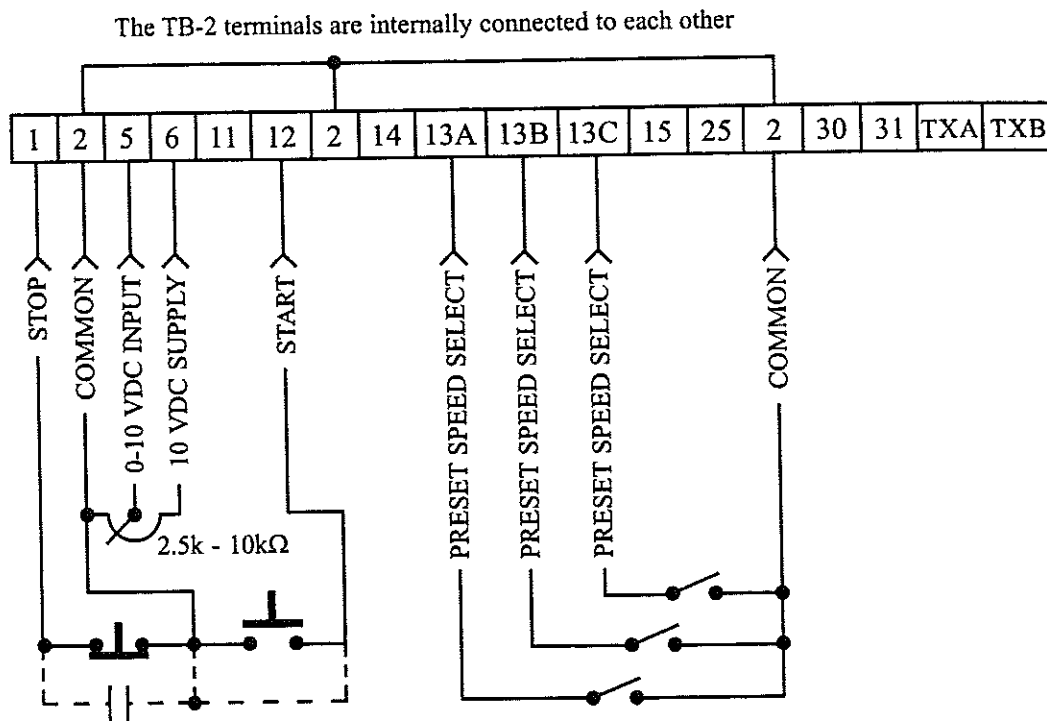 The TB-2 terminals are internally connected to each other
1 2 5 6 11 12 2 14 13A 13B 13C 15 25 2 30 31 TXA TXB
STOP
COMMON
0-10 VDC INPUT
10 VDC SUPPLY
START
PRESET SPEED SELECT
PRESET SPEED SELECT
PRESET SPEED SELECT
COMMON
2.5k - 10kΩ